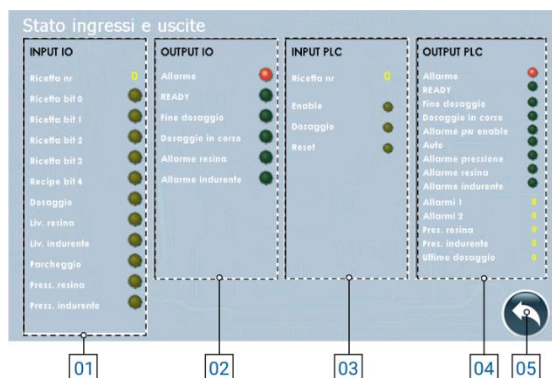 Stato ingressi e uscite
INPUT IO
Ricetta nr 0
Ricetta bit 0
Ricetta bit 1
Ricetta bit 2
Ricetta bit 3
Recipe bit 4
Dosaggio
Liv. resina
Liv. indurente
Parcheggio
Press. resina
Press. indurente
OUTPUT IO
Allarme
READY
Fine dosaggio
Dosaggio in corso
Allarme resina
Allarme indurente
INPUT PLC
Ricetta nr 0
Enable
Dosaggio
Reset
OUTPUT PLC
Allarme
READY
Fine dosaggio
Dosaggio in corso
Allarme pw enable
Auto
Allarme pressione
Allarme resina
Allarme indurente
Allarmi 1 0
Allarmi 2 0
Pres. resina 0
Pres. indurente 0
Ultime dosaggio 0
01 02 03 04 05